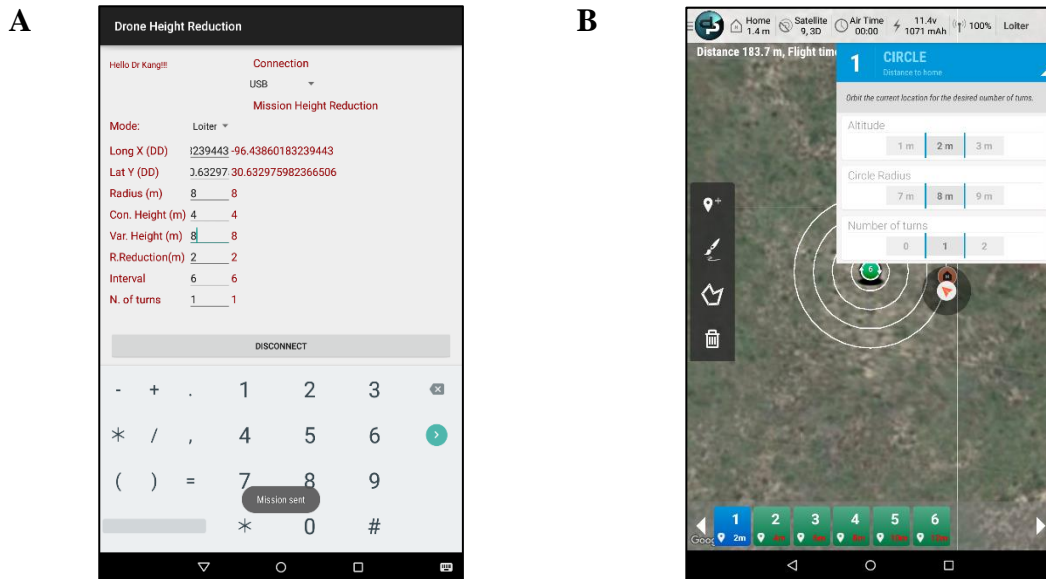 A
Drone Height Reduction
Hello Dr Kang!!!
Connection
USB
Mission Height Reduction
Mode: Loiter
Long X (DD) )239443 -96.43860183239443
Lat Y (DD) 0.63297 30.632975982366506
Radius (m) 8 8
Con. Height (m) 4 4
Var. Height (m) 8 8
R.Reduction(m) 2 2
Interval 6 6
N. of turns 1 1
DISCONNECT
- + . 1 2 3
* / , 4 5 6
( ) = 7 8 9
Mission sent
* 0 #
B
Home 1.4 m
Satellite 9, 3D
Air Time 00:00
11.4v 1071 mAh
100%
Loiter
Distance 183.7 m, Flight tim
1 CIRCLE
Distance to home
Orbit the current location for the desired number of turns.
Altitude
1 m 2 m 3 m
Circle Radius
7 m 8 m 9 m
Number of turns
0 1 2
6
1 2 3 4 5 6
2m
Goog